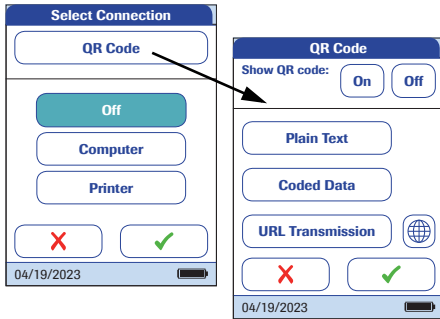 Select Connection
QR Code
Off
Computer
Printer
04/19/2023
QR Code
Show QR code:
On
Off
Plain Text
Coded Data
URL Transmission
04/19/2023